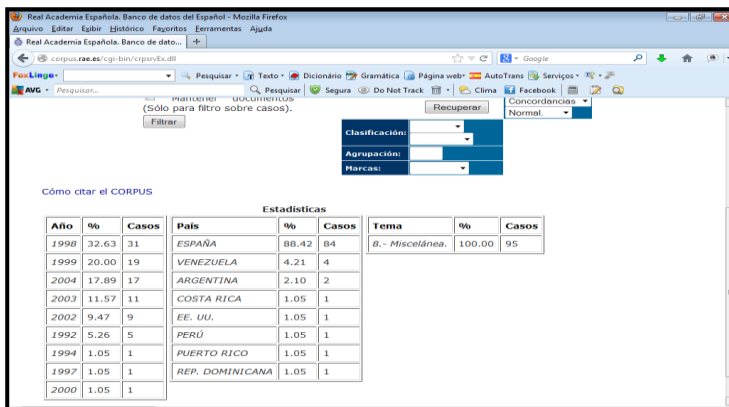 Real Academia Española. Banco de datos del Español - Mozilla Firefox
Arquivo Editar Exibir Histórico Favoritos Ferramentas Ajuda
Real Academia Española. Banco de dato... +
corpus.rae.es/cgi-bin/crpsrvEx.dll Google
FoxLingo Pesquisar Texto Dicionário Gramática Página web AutoTrans Serviços
AVG Pesquisar... Pesquisar Segura Do Not Track Clima Facebook
Mantener documentos
(Sólo para filtro sobre casos).
Filtrar
Recuperar
Concordancias
Normal.
Clasificación:
Agrupación:
Marcas:
Cómo citar el CORPUS
Estadísticas
Año % Casos
1998 32.63 31
1999 20.00 19
2004 17.89 17
2003 11.57 11
2002 9.47 9
1992 5.26 5
1994 1.05 1
1997 1.05 1
2000 1.05 1
País % Casos
ESPAÑA 88.42 84
VENEZUELA 4.21 4
ARGENTINA 2.10 2
COSTA RICA 1.05 1
EE. UU. 1.05 1
PERÚ 1.05 1
PUERTO RICO 1.05 1
REP. DOMINICANA 1.05 1
Tema % Casos
8.- Miscelánea. 100.00 95